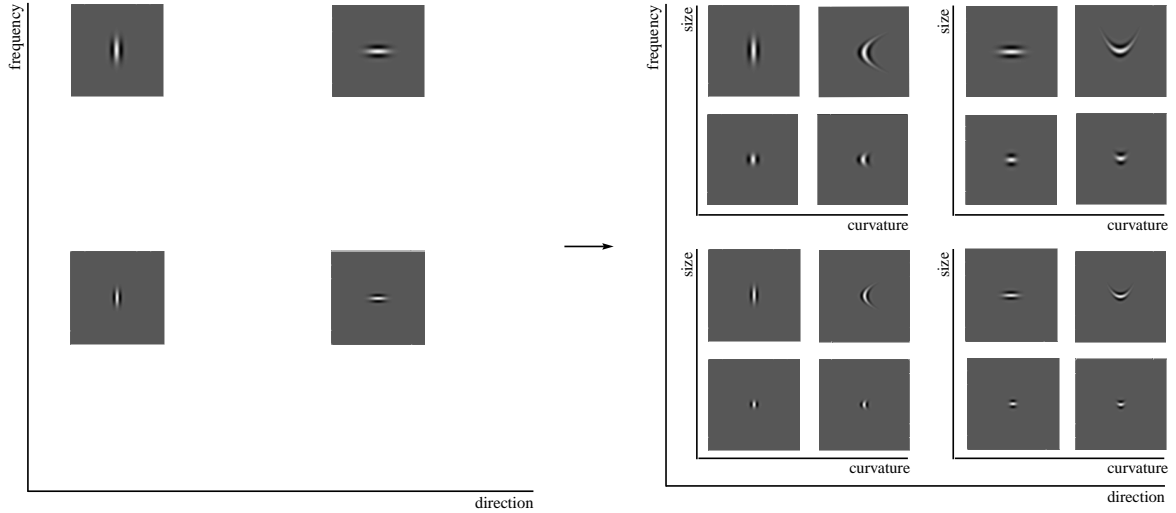 frequency
direction
frequency
size
curvature
size
curvature
size
curvature
size
curvature
direction